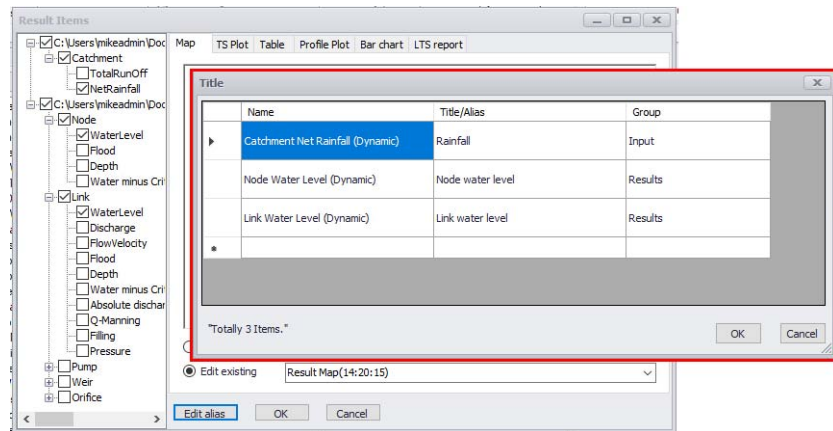 Result Items
C:\Users\mikeadmin\Doc
Catchment
TotalRunOff
NetRainfall
C:\Users\mikeadmin\Doc
Node
WaterLevel
Flood
Depth
Water minus Cri
Link
WaterLevel
Discharge
FlowVelocity
Flood
Depth
Water minus Cri
Absolute dischar
Q-Manning
Filling
Pressure
Pump
Weir
Orifice
Map TS Plot Table Profile Plot Bar chart LTS report
Title
Name Title/Alias Group
Catchment Net Rainfall (Dynamic) Rainfall Input
Node Water Level (Dynamic) Node water level Results
Link Water Level (Dynamic) Link water level Results
"Totally 3 Items."
OK Cancel
Edit existing Result Map(14:20:15)
Edit alias OK Cancel